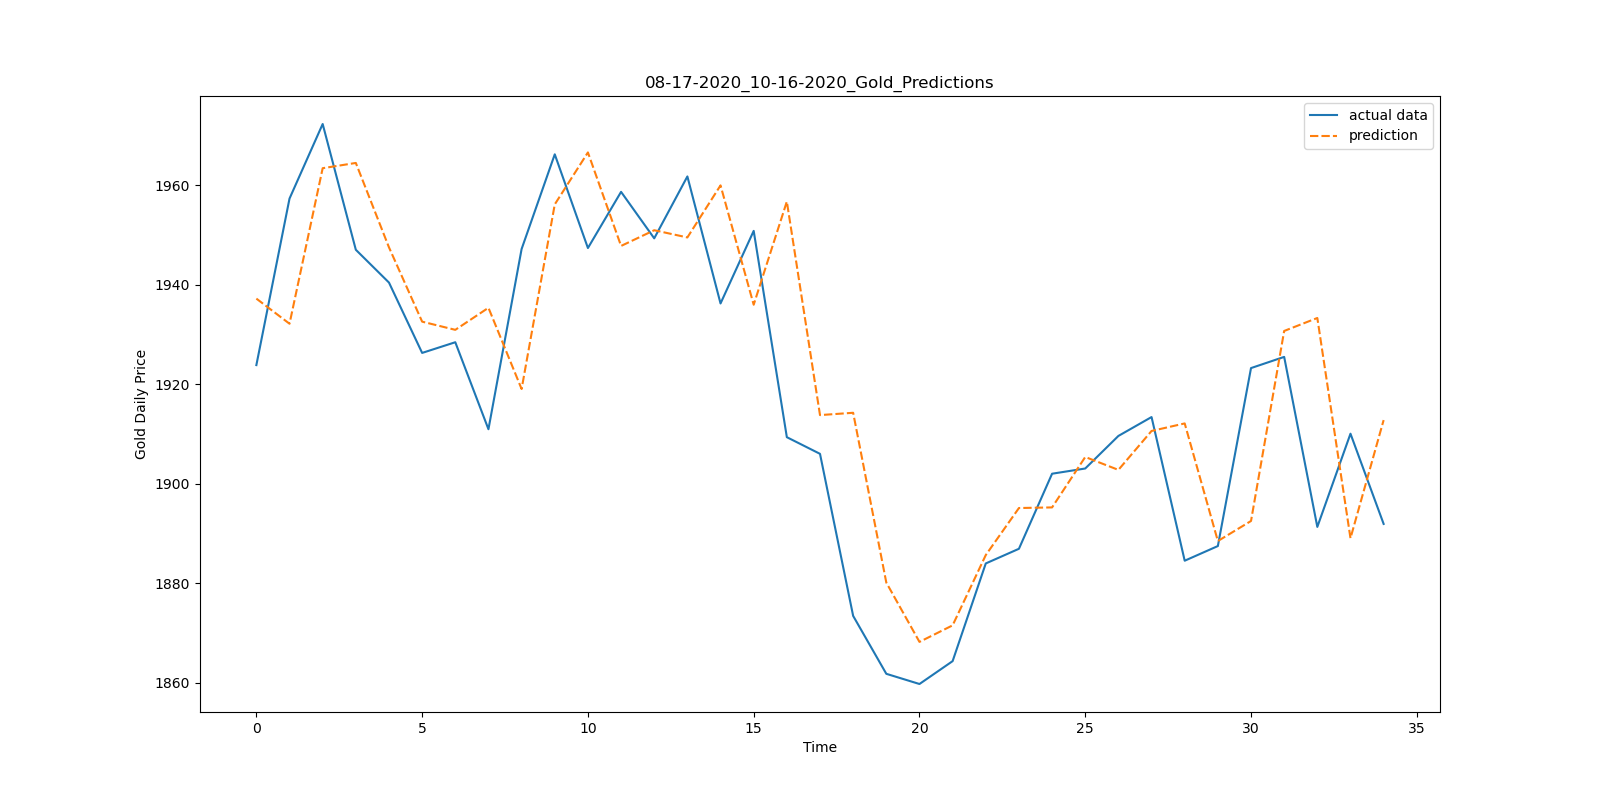 08-17-2020_10-16-2020_Gold_Predictions
actual data
prediction
Gold Daily Price
1960
1940
1920
1900
1880
1860
0 5 10 15 20 25 30 35
Time